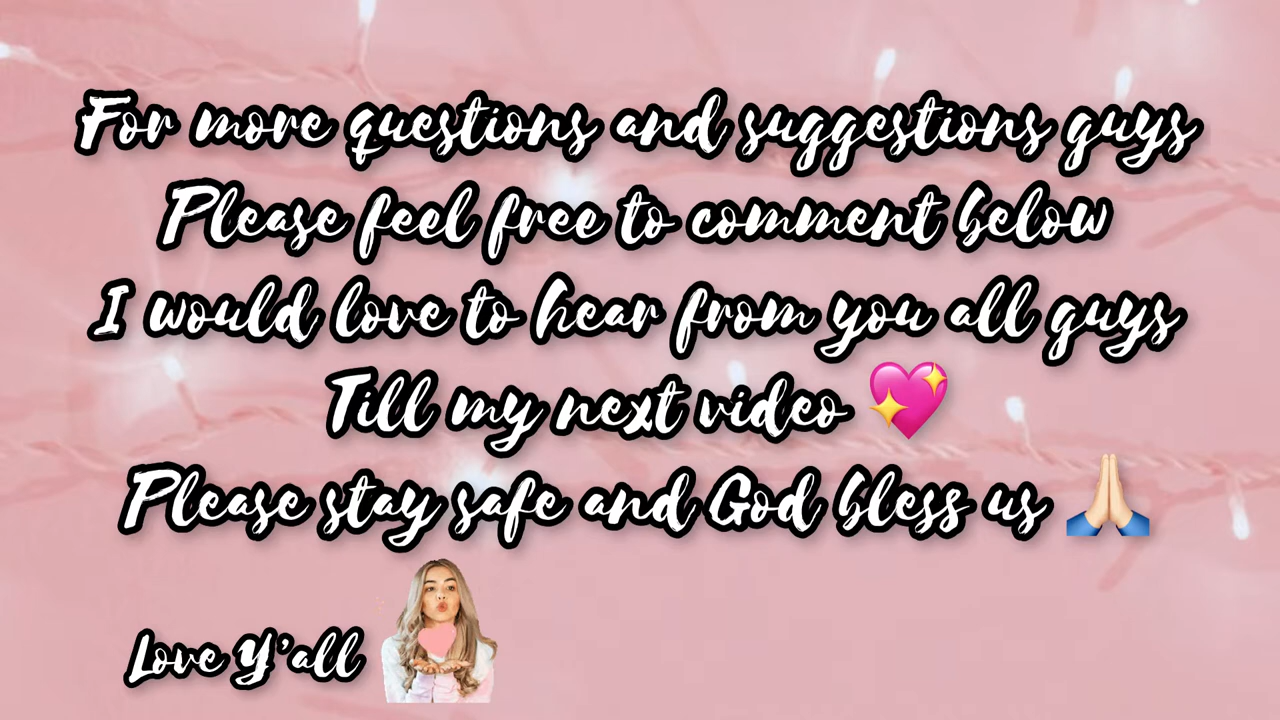 For more questions and suggestions guys
Please feel free to comment below
I would love to hear from you all guys
Till my next video 💖
Please stay safe and God bless us 🙏🏻
Love Y'all